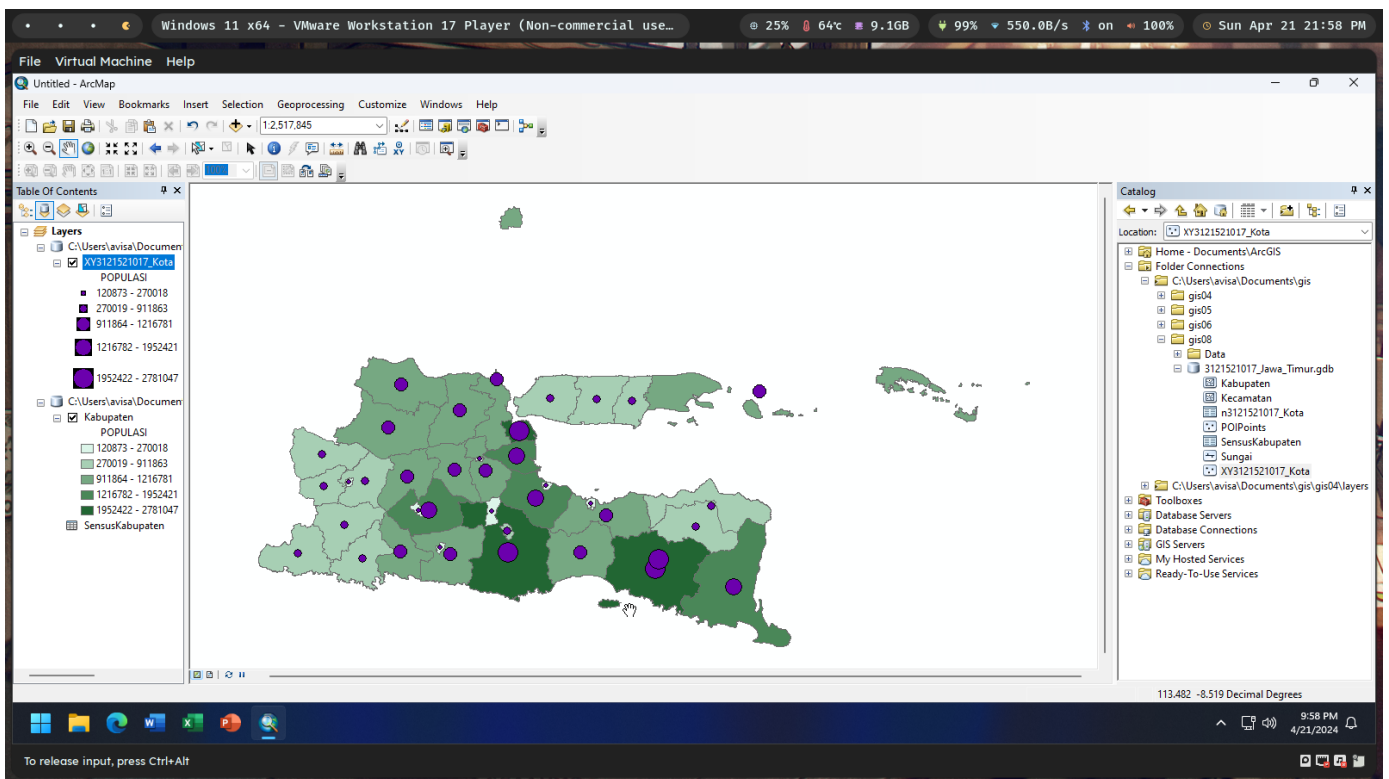 Windows 11 x64 - VMware Workstation 17 Player (Non-commercial use…
25% 64°c 9.1GB
99% 550.0B/s on 100%
Sun Apr 21 21:58 PM
File Virtual Machine Help
Untitled - ArcMap
File Edit View Bookmarks Insert Selection Geoprocessing Customize Windows Help
1:2,517,845
Table Of Contents
Layers
C:\Users\avisa\Documen
XY3121521017_Kota
POPULASI
120873 - 270018
270019 - 911863
911864 - 1216781
1216782 - 1952421
1952422 - 2781047
C:\Users\avisa\Documen
Kabupaten
POPULASI
120873 - 270018
270019 - 911863
911864 - 1216781
1216782 - 1952421
1952422 - 2781047
SensusKabupaten
Catalog
Location: XY3121521017_Kota
Home - Documents\ArcGIS
Folder Connections
C:\Users\avisa\Documents\gis
gis04
gis05
gis06
gis08
Data
3121521017_Jawa_Timur.gdb
Kabupaten
Kecamatan
n3121521017_Kota
POIPoints
SensusKabupaten
Sungai
XY3121521017_Kota
C:\Users\avisa\Documents\gis\gis04\layers
Toolboxes
Database Servers
Database Connections
GIS Servers
My Hosted Services
Ready-To-Use Services
113.482 -8.519 Decimal Degrees
9:58 PM
4/21/2024
To release input, press Ctrl+Alt